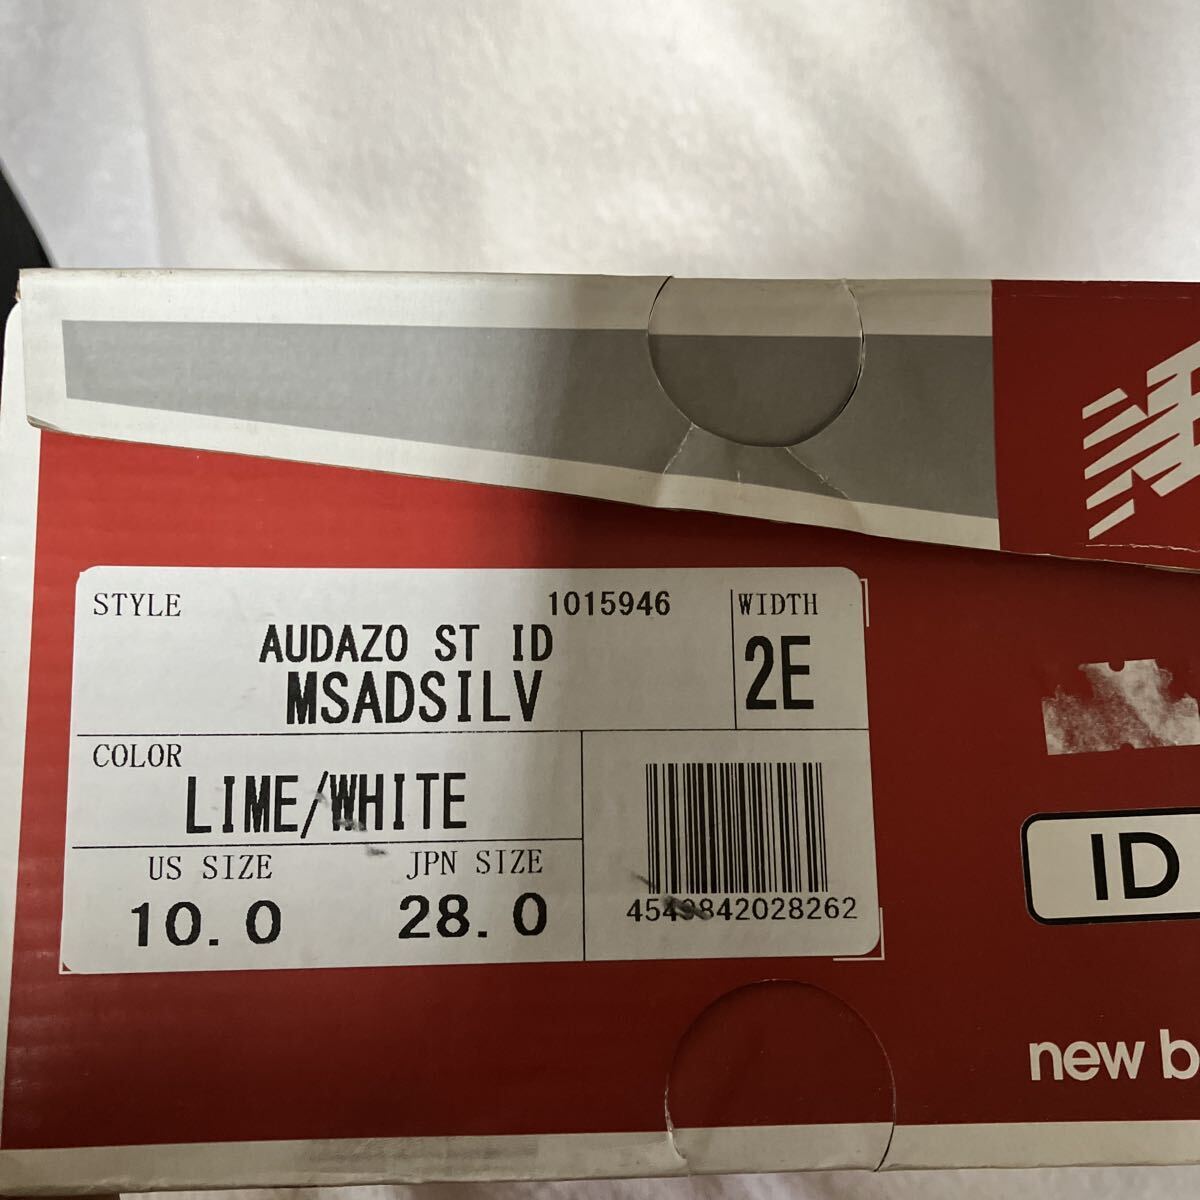 STYLE 1015946 WIDTH
AUDAZO ST ID
MSADSILV 2E
COLOR
LIME/WHITE
US SIZE JPN SIZE
10.0 28.0
4549842028262
ID
new b